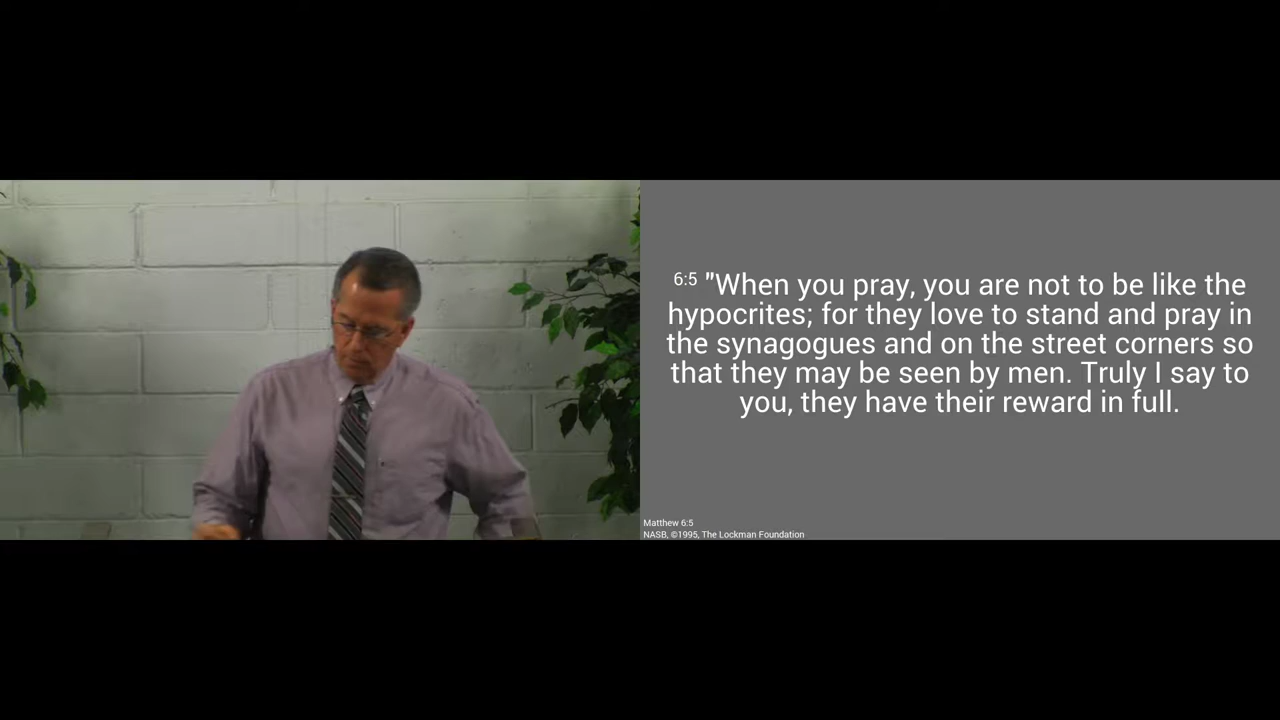 6:5 "When you pray, you are not to be like the
hypocrites; for they love to stand and pray in
the synagogues and on the street corners so
that they may be seen by men. Truly I say to
you, they have their reward in full.
Matthew 6:5
NASB, ©1995, The Lockman Foundation